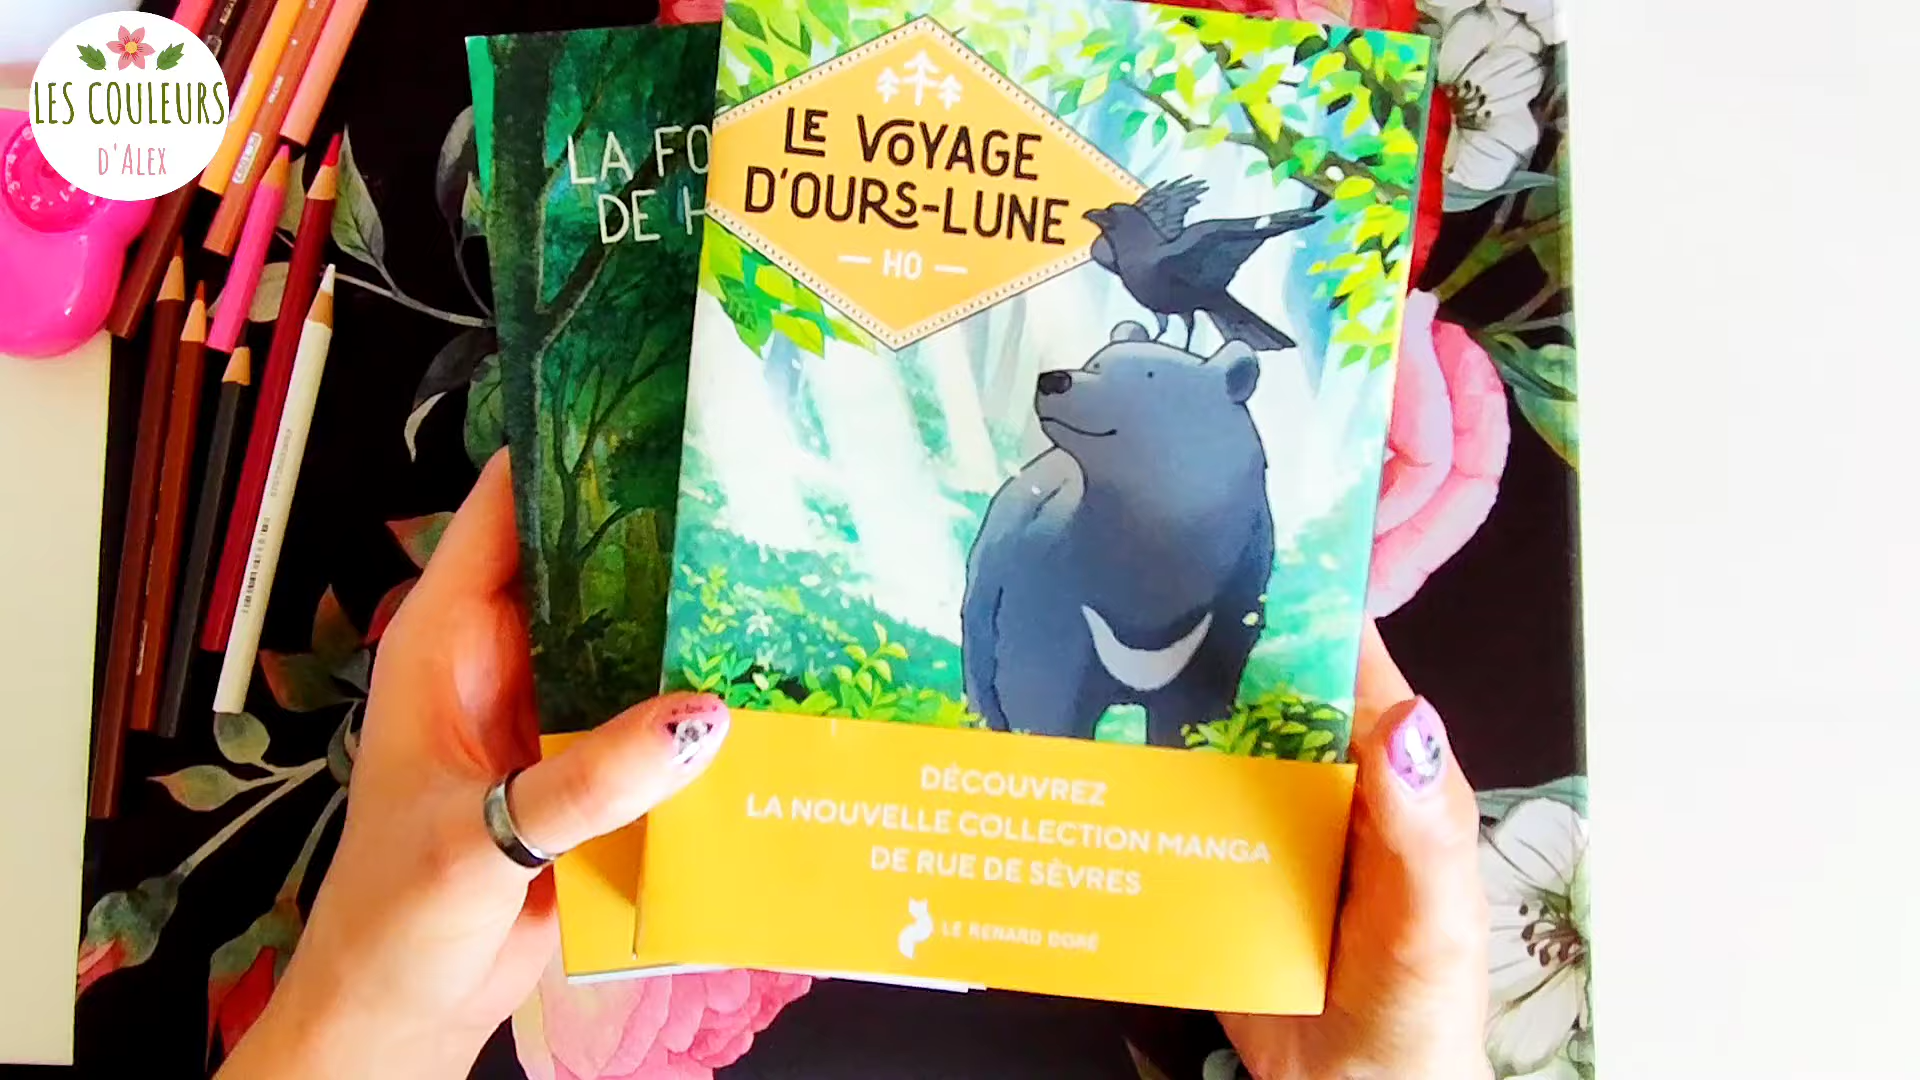 LES COULEURS
d'ALEX
LA FO
DE H
LE VOYAGE
D'OURS-LUNE
— HO —
DÉCOUVREZ
LA NOUVELLE COLLECTION MANGA
DE RUE DE SÈVRES
LE RENARD DORÉ